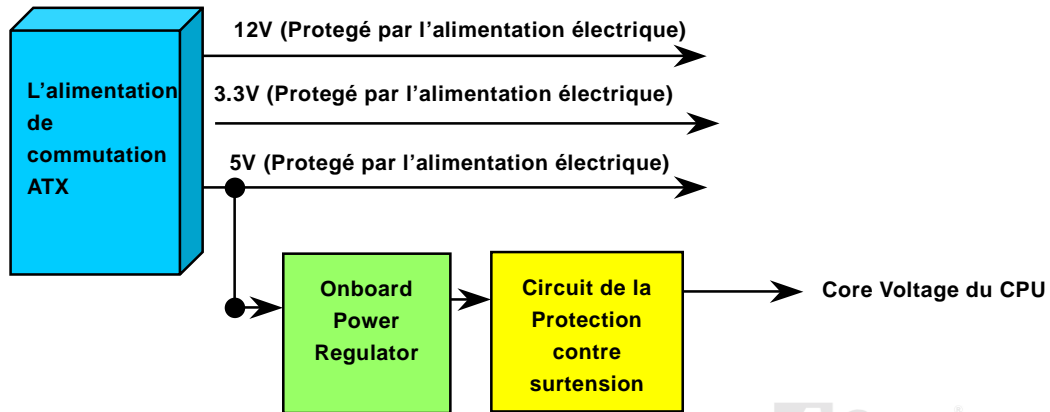 12V (Protegé par l'alimentation électrique)
L'alimentation
de
commutation
ATX
3.3V (Protegé par l'alimentation électrique)
5V (Protegé par l'alimentation électrique)
Onboard
Power
Regulator
Circuit de la
Protection
contre
surtension
Core Voltage du CPU